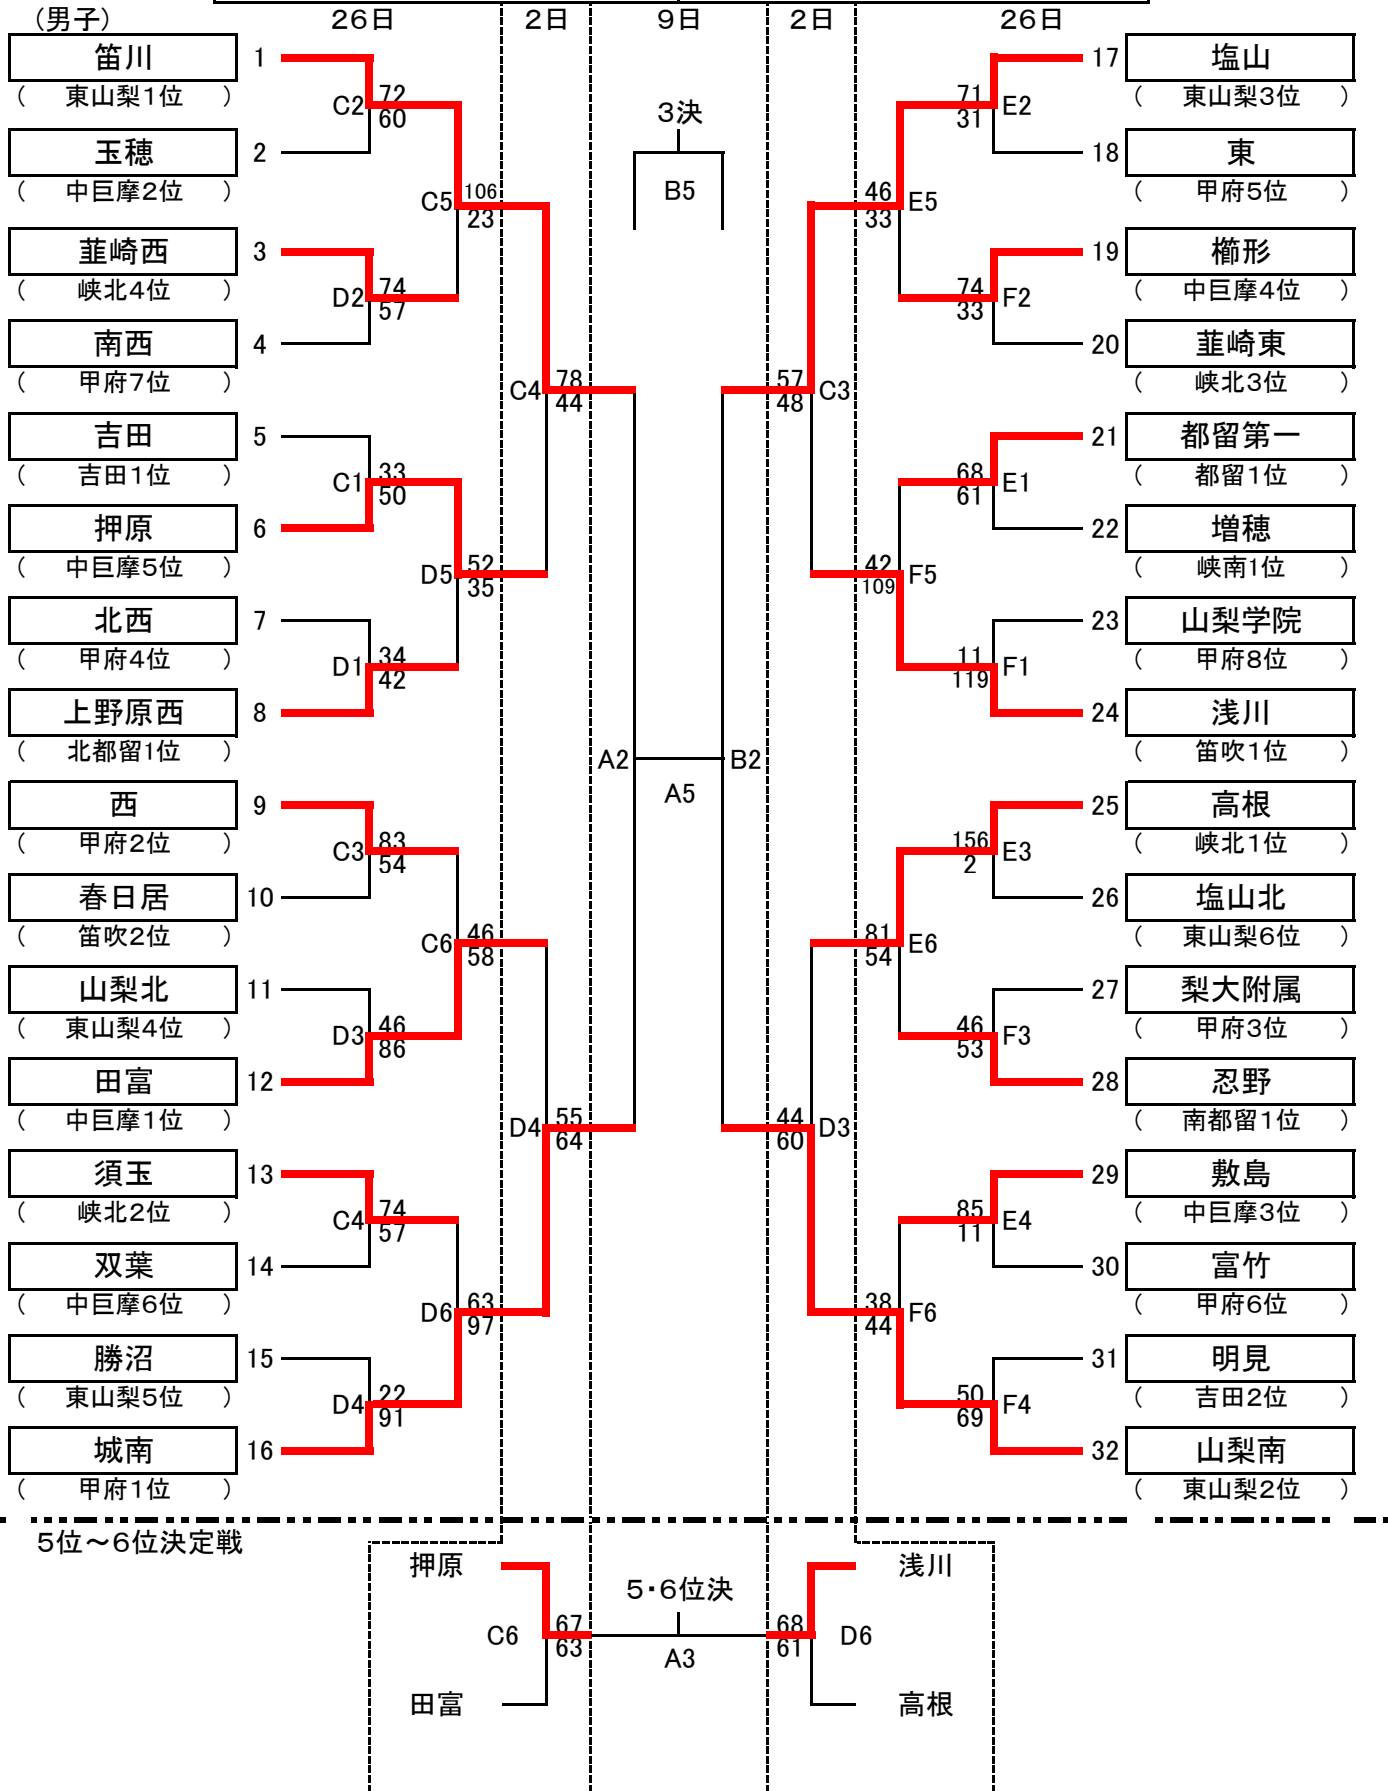 (男子) 26日 2日 9日 2日 26日
笛川 1
( 東山梨1位 )
C2 72
60
玉穂 2
( 中巨摩2位 )
C5 106
23
韮崎西 3
( 峡北4位 )
D2 74
57
南西 4
( 甲府7位 )
C4 78
44
吉田 5
( 吉田1位 )
C1 33
50
押原 6
( 中巨摩5位 )
D5 52
35
北西 7
( 甲府4位 )
D1 34
42
上野原西 8
( 北都留1位 )
A2
西 9
( 甲府2位 )
C3 83
54
春日居 10
( 笛吹2位 )
C6 46
58
山梨北 11
( 東山梨4位 )
D3 46
86
田富 12
( 中巨摩1位 )
D4 55
64
須玉 13
( 峡北2位 )
C4 74
57
双葉 14
( 中巨摩6位 )
D6 63
97
勝沼 15
( 東山梨5位 )
D4 22
91
城南 16
( 甲府1位 )
3決
B5
A5
17 塩山
( 東山梨3位 )
71 E2
31
18 東
( 甲府5位 )
46 E5
33
19 櫛形
( 中巨摩4位 )
74 F2
33
20 韮崎東
( 峡北3位 )
57 C3
48
21 都留第一
( 都留1位 )
68 E1
61
22 増穂
( 峡南1位 )
42 F5
109
23 山梨学院
( 甲府8位 )
11 F1
119
24 浅川
( 笛吹1位 )
B2
25 高根
( 峡北1位 )
156 E3
2
26 塩山北
( 東山梨6位 )
81 E6
54
27 梨大附属
( 甲府3位 )
46 F3
53
28 忍野
( 南都留1位 )
44 D3
60
29 敷島
( 中巨摩3位 )
85 E4
11
30 富竹
( 甲府6位 )
38 F6
44
31 明見
( 吉田2位 )
50 F4
69
32 山梨南
( 東山梨2位 )
5位～6位決定戦
押原 浅川
5・6位決
C6 67 68 D6
63 A3 61
田富 高根